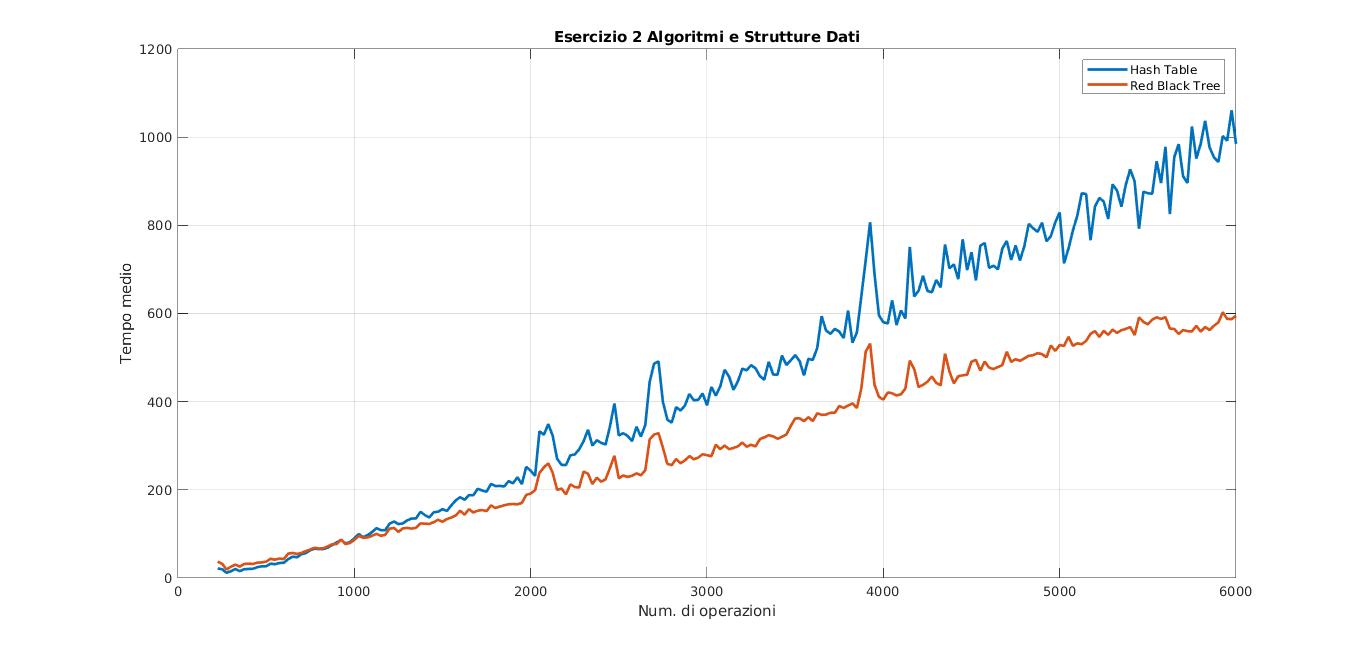 Esercizio 2 Algoritmi e Strutture Dati
1200
1000
800
600
400
200
0
Tempo medio
Hash Table
Red Black Tree
0 1000 2000 3000 4000 5000 6000
Num. di operazioni